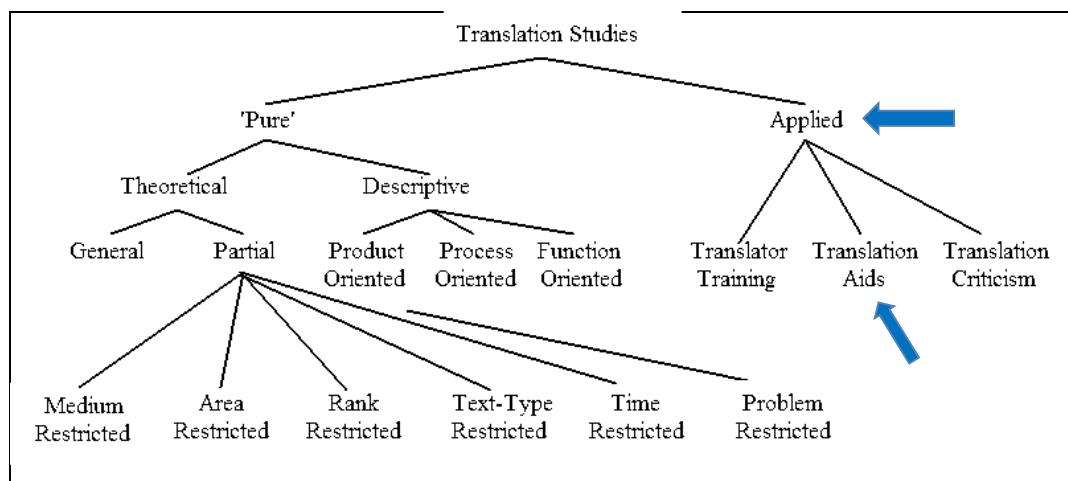 Translation Studies
'Pure'
Applied
Theoretical
Descriptive
General
Partial
Product
Oriented
Process
Oriented
Function
Oriented
Translator
Training
Translation
Aids
Translation
Criticism
Medium
Restricted
Area
Restricted
Rank
Restricted
Text-Type
Restricted
Time
Restricted
Problem
Restricted